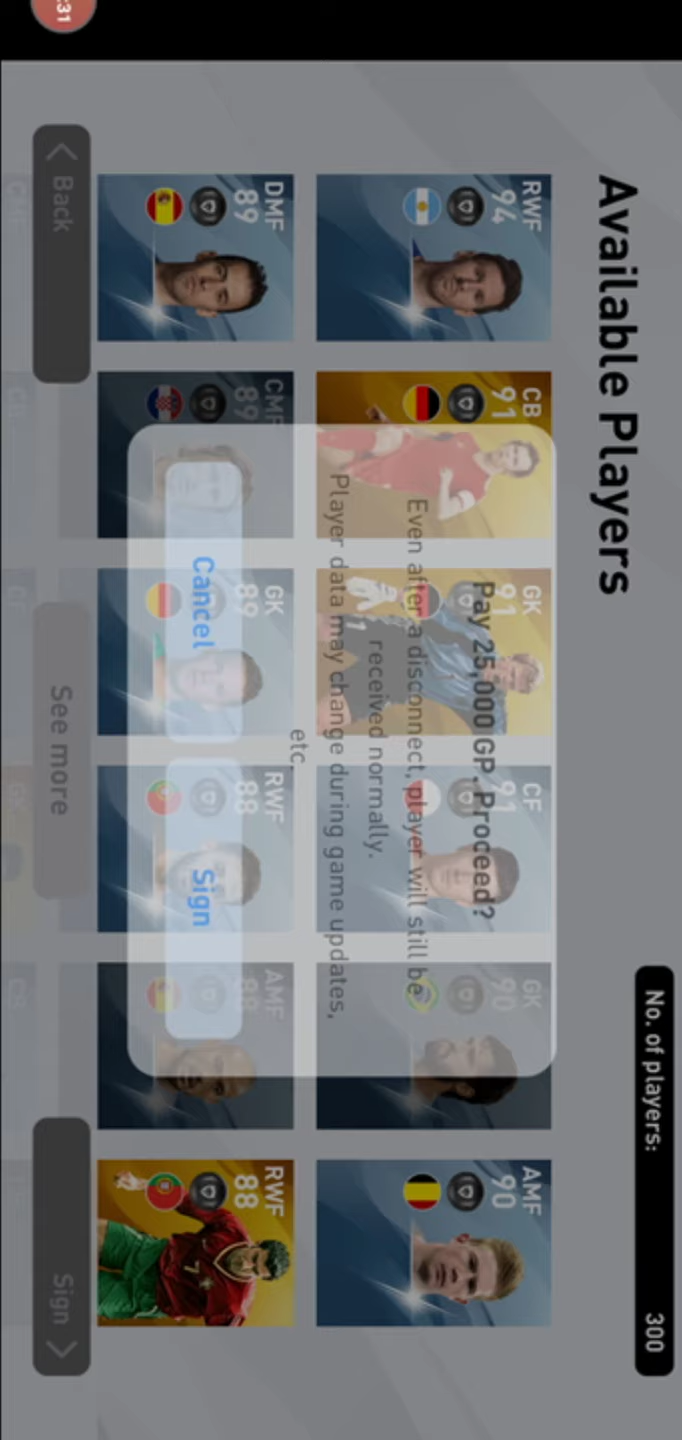 :31
Available Players
No. of players: 300
RWF
94
CB
91
GK
91
CF
91
GK
90
AMF
90
DMF
89
CMF
89
GK
89
RWF
88
AMF
88
RWF
88
Pay 25,000 GP. Proceed?
Even after a disconnect, player will still be
received normally.
Player data may change during game updates,
etc.
Cancel
Sign
Back
See more
Sign